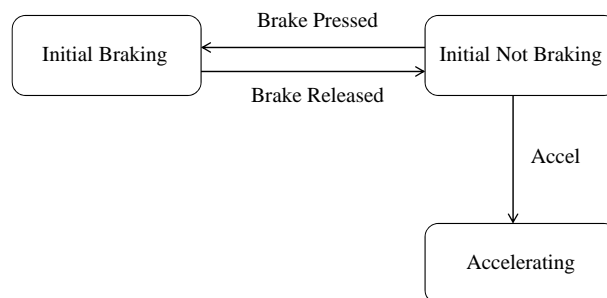 Brake Pressed
Initial Braking
Initial Not Braking
Brake Released
Accel
Accelerating